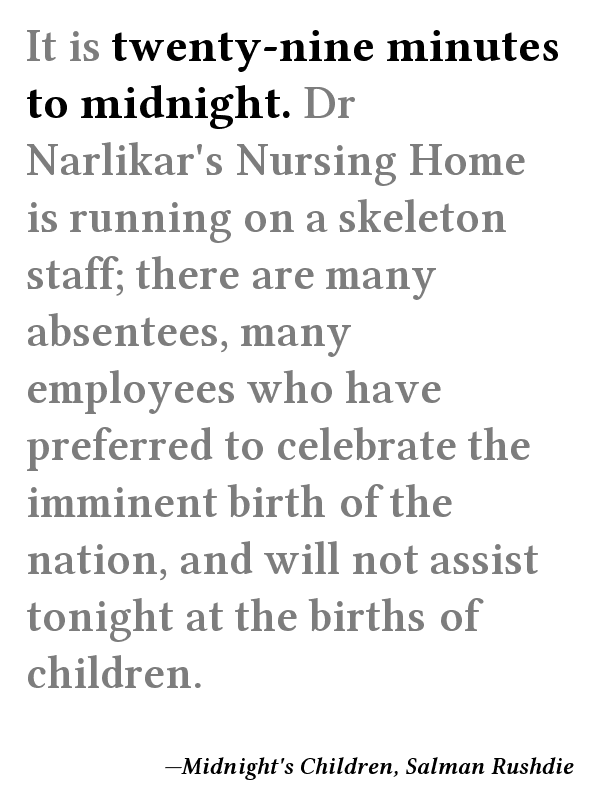 It is twenty-nine minutes
to midnight. Dr
Narlikar's Nursing Home
is running on a skeleton
staff; there are many
absentees, many
employees who have
preferred to celebrate the
imminent birth of the
nation, and will not assist
tonight at the births of
children.
—Midnight's Children, Salman Rushdie